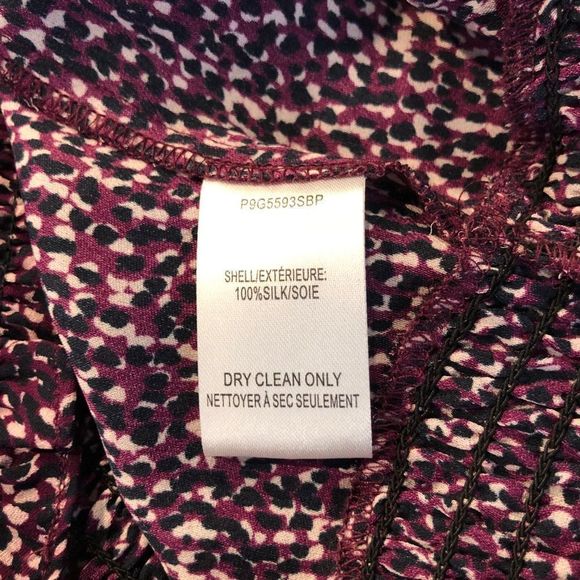 P9G5593SBP
SHELL/EXTÉRIEURE:
100%SILK/SOIE
DRY CLEAN ONLY
NETTOYER À SEC SEULEMENT